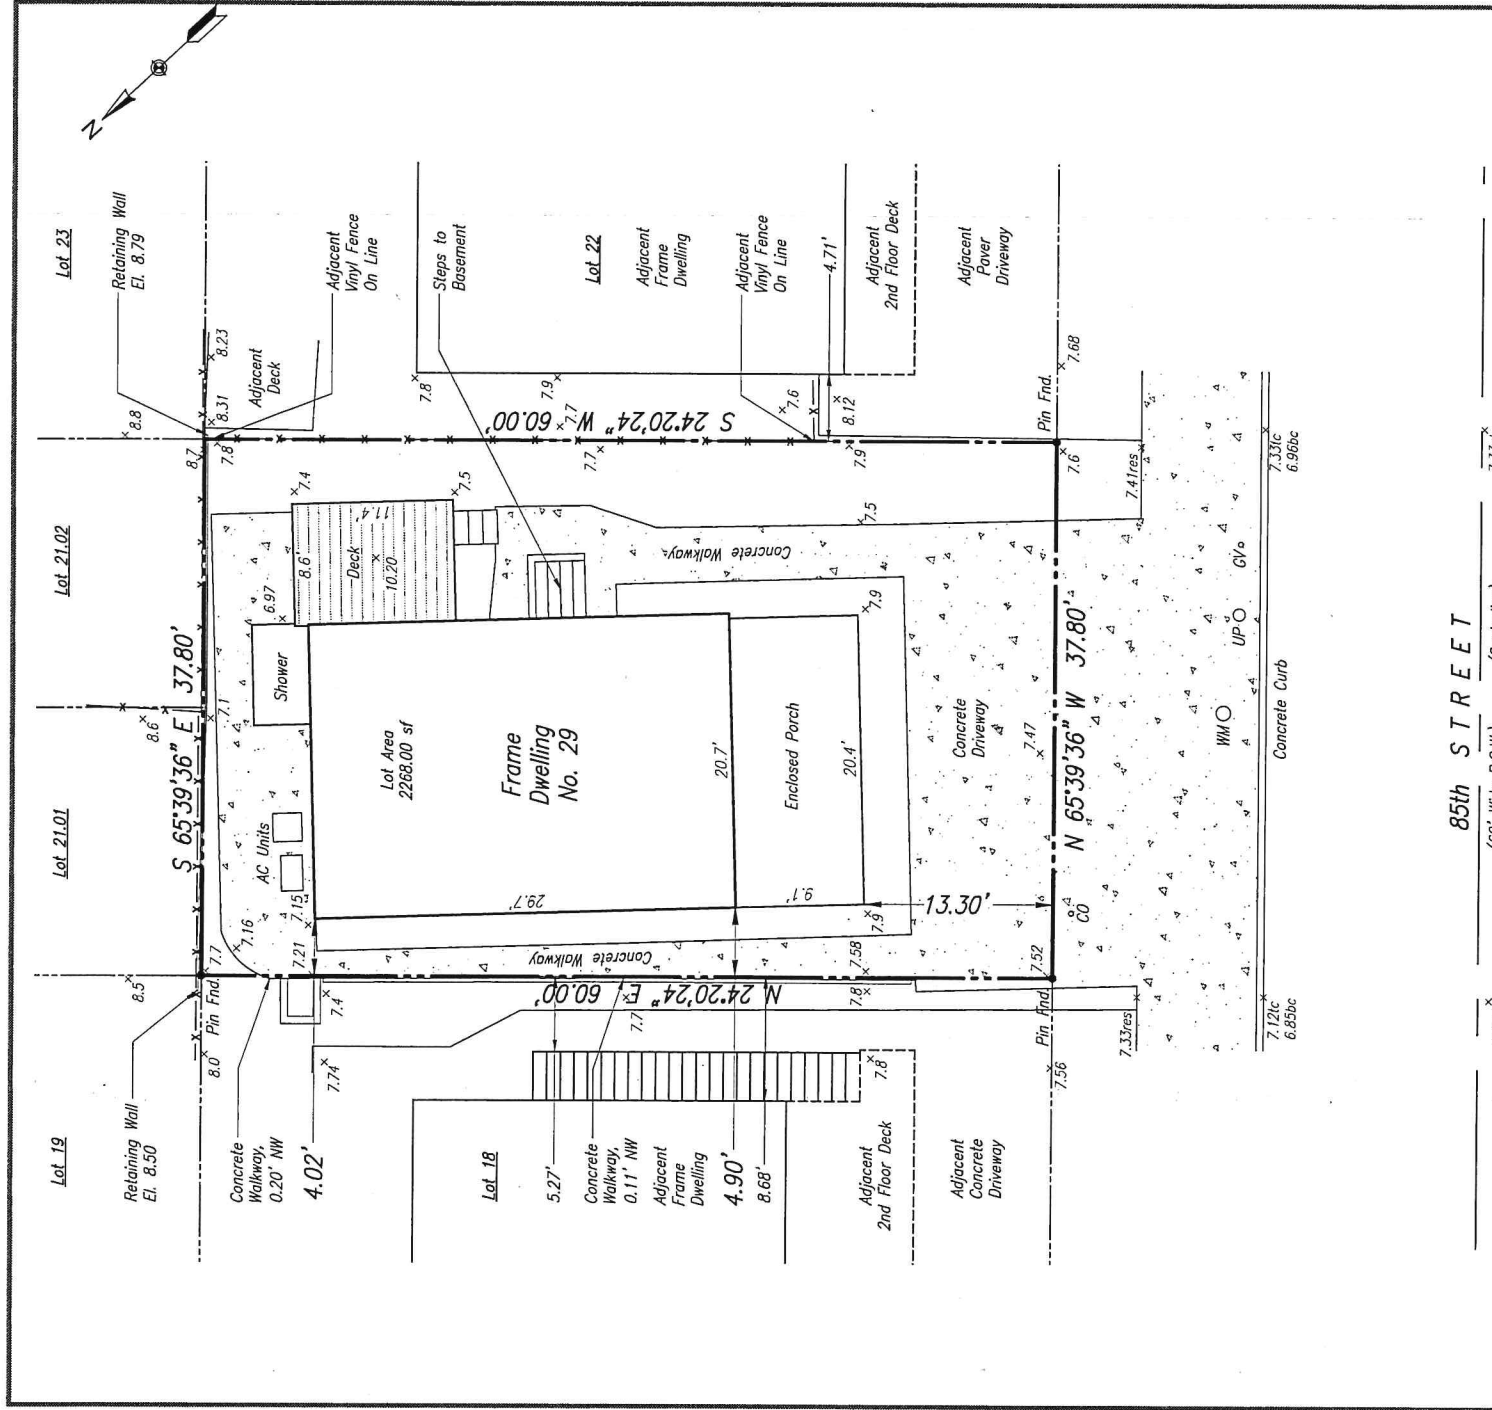 N
Lot 23
Retaining Wall
El. 8.79
Adjacent
Vinyl Fence
On Line
Steps to
Basement
Lot 22
Adjacent
Frame
Dwelling
Adjacent
Vinyl Fence
On Line
4.71'
Adjacent
2nd Floor Deck
Adjacent
Paver
Driveway
8.8
8.23
8.31
Adjacent
Deck
7.8
7.9
7.7
7.6
8.12
7.68
Pin Fnd.
S 24°20'24" W 60.00'
8.7
7.8
7.4
7.5
7.7
7.9
7.6
7.41res
7.33tc
6.96bc
Lot 21.02
11.4'
8.6'
Deck
10.20
6.97
Concrete Walkway
7.5
7.9
GV
UP
WM
Concrete Curb
S 65°39'36" E 37.80'
8.6
7.1
Shower
Lot Area
2268.00 sf
Frame
Dwelling
No. 29
20.7'
Enclosed Porch
20.4'
Concrete
Driveway
7.47
N 65°39'36" W 37.80'
85th STREET
Lot 21.01
AC Units
7.15
7.16
7.21
7.7
29.7'
9.1'
7.9
13.30'
CO
Concrete Walkway
7.58
7.52
N 24°20'24" E 60.00'
8.5
Pin Fnd.
8.0
7.4
7.74
7.7
7.8
7.8
Pin Fnd.
7.56
7.33res
7.12tc
6.85bc
Lot 19
Retaining Wall
El. 8.50
Concrete
Walkway,
0.20' NW
4.02'
Lot 18
5.27'
Concrete
Walkway,
0.11' NW
Adjacent
Frame
Dwelling
4.90'
8.68'
Adjacent
2nd Floor Deck
Adjacent
Concrete
Driveway